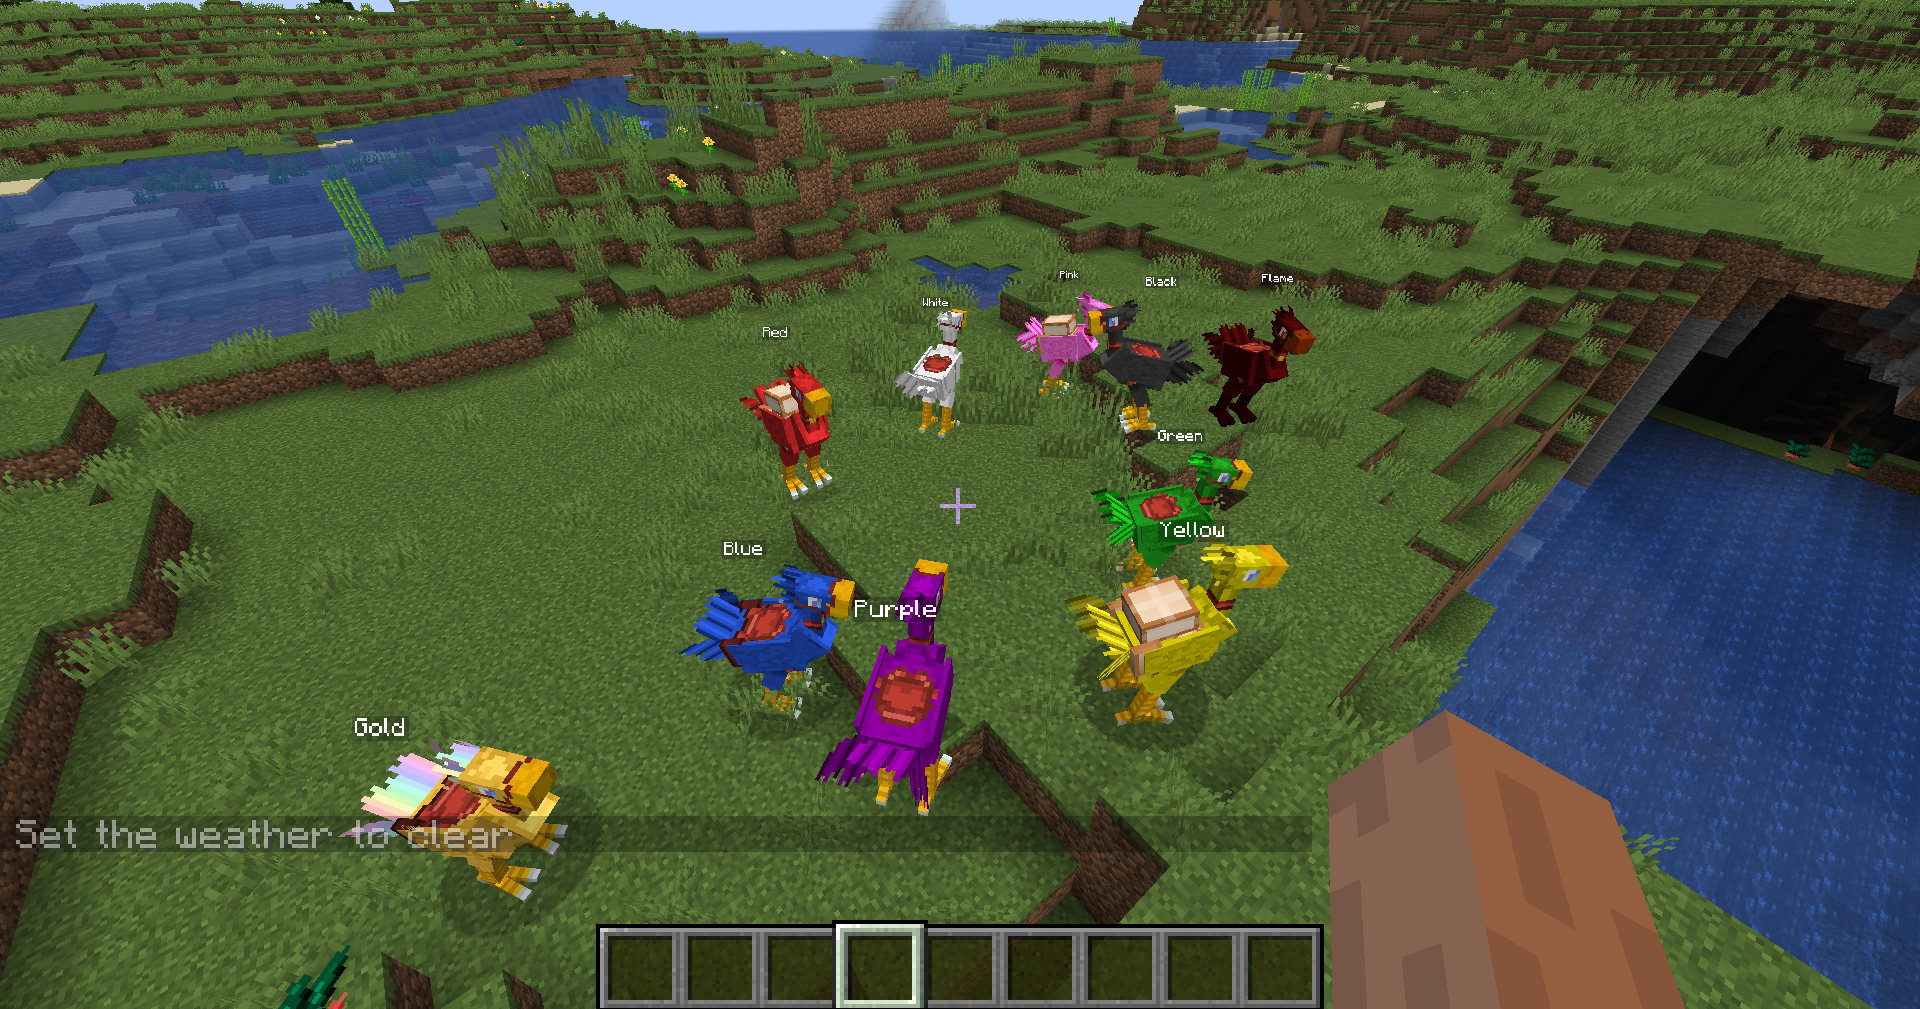 Pink
Black
Flame
White
Red
Green
Yellow
Blue
Purple
Gold
Set the weather to clear